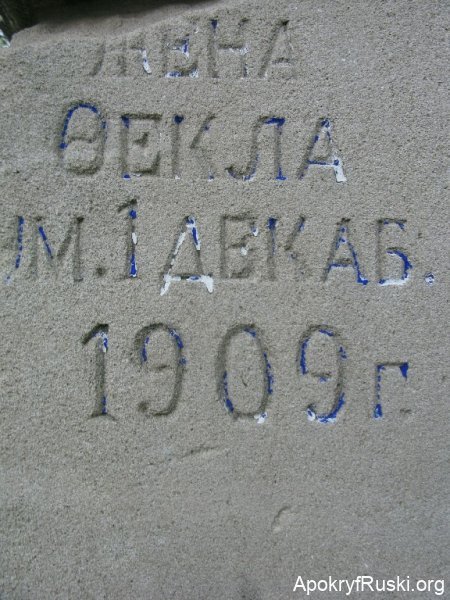 ЖЕНА
ѲЕКЛА
УМ. 1 ДЕКАБ.
1909 г.
ApokryfRuski.org